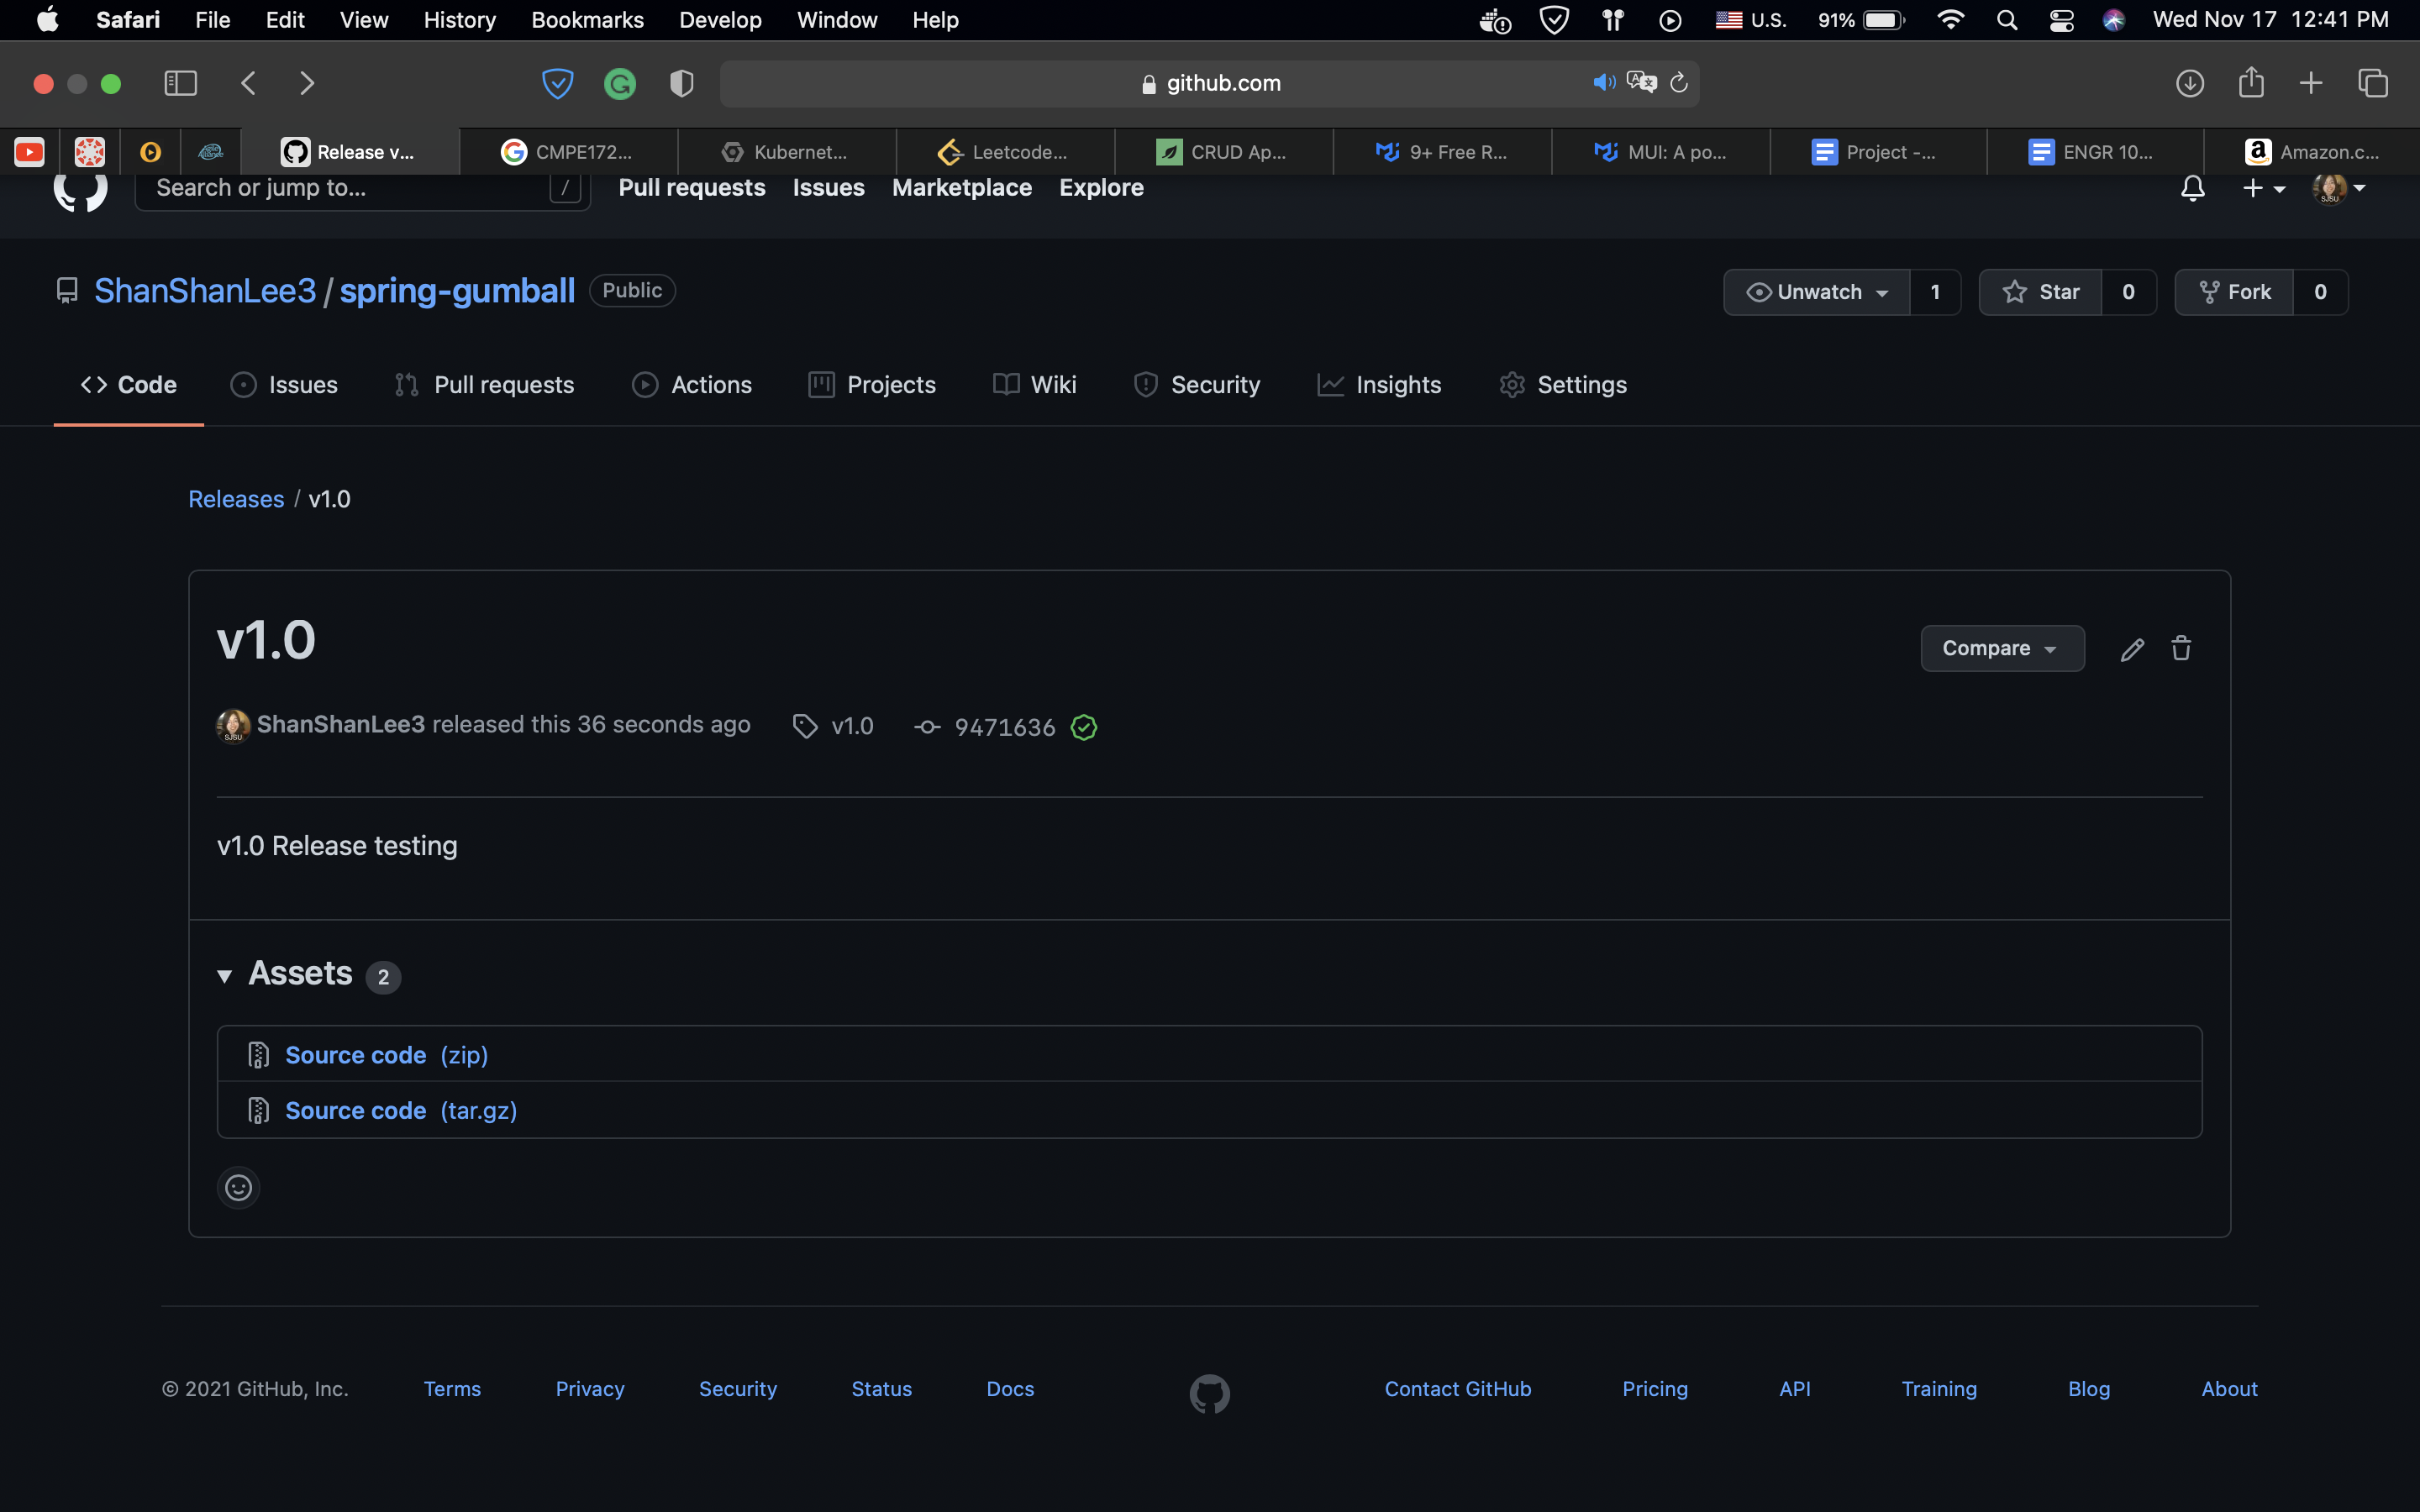 Safari File Edit View History Bookmarks Develop Window Help U.S. 91% Wed Nov 17 12:41 PM
github.com
Release v... CMPE172... Kubernet... Leetcode... CRUD Ap... 9+ Free R... MUI: A po... Project -... ENGR 10... Amazon.c...
Search or jump to... / Pull requests Issues Marketplace Explore
ShanShanLee3 / spring-gumball Public Unwatch 1 Star 0 Fork 0
Code Issues Pull requests Actions Projects Wiki Security Insights Settings
Releases / v1.0
v1.0 Compare
ShanShanLee3 released this 36 seconds ago v1.0 9471636
v1.0 Release testing
Assets 2
Source code (zip)
Source code (tar.gz)
© 2021 GitHub, Inc. Terms Privacy Security Status Docs Contact GitHub Pricing API Training Blog About